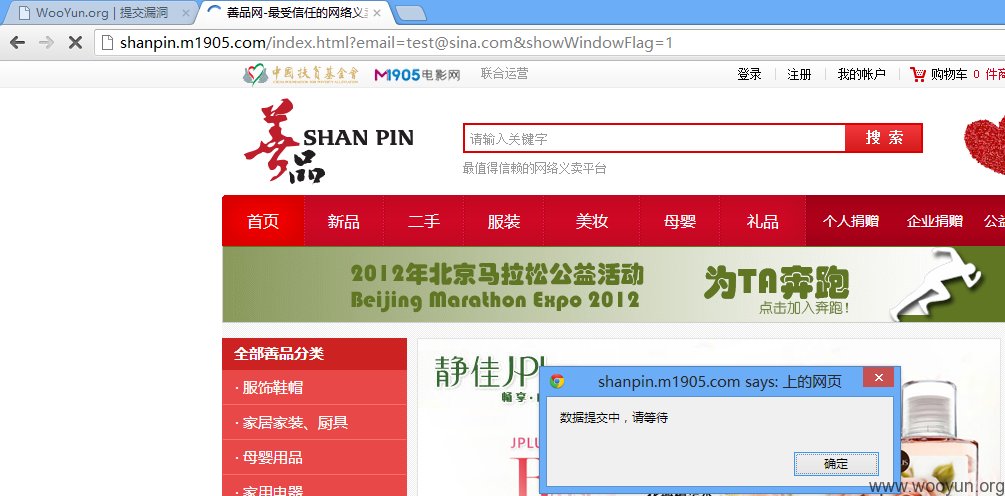 WooYun.org | 提交漏洞
善品网-最受信任的网络义
shanpin.m1905.com/index.html?email=test@sina.com&showWindowFlag=1
M1905电影网 联合运营 登录 注册 我的帐户 购物车 0 件商
善品 SHAN PIN
请输入关键字 搜 索
最值得信赖的网络义卖平台
首页 新品 二手 服装 美妆 母婴 礼品 个人捐赠 企业捐赠 公益
2012年北京马拉松公益活动 为TA奔跑
Beijing Marathon Expo 2012 点击加入奔跑!
全部善品分类
静佳JPL
· 服饰鞋帽
畅享·
· 家居家装、厨具
JPLU
· 母婴用品
· 家用电器
shanpin.m1905.com says: 上的网页
数据提交中，请等待
确定
www.wooyun.org